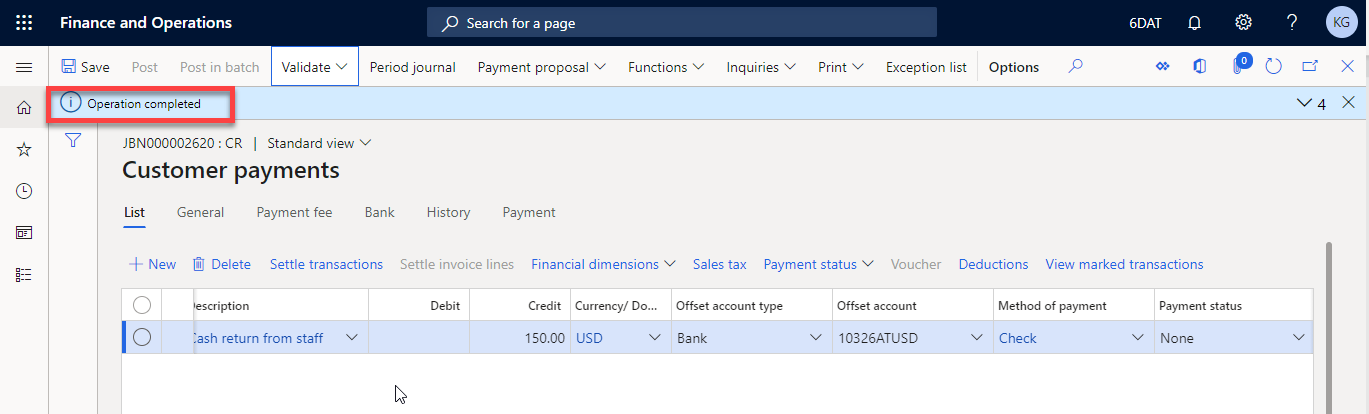 Finance and Operations
Search for a page
6DAT
?
KG
Save Post Post in batch Validate Period journal Payment proposal Functions Inquiries Print Exception list Options
0
Operation completed
4
JBN000002620 : CR | Standard view
Customer payments
List General Payment fee Bank History Payment
+ New Delete Settle transactions Settle invoice lines Financial dimensions Sales tax Payment status Voucher Deductions View marked transactions
escription Debit Credit Currency/ Do... Offset account type Offset account Method of payment Payment status
ash return from staff 150.00 USD Bank 10326ATUSD Check None